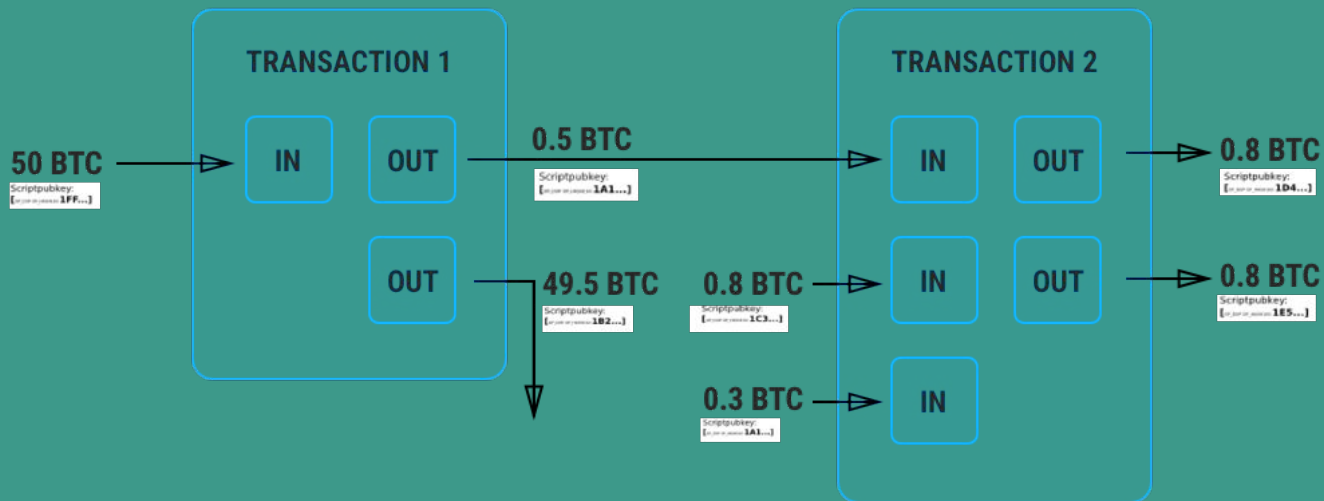 TRANSACTION 1
50 BTC
Scriptpubkey:
1FF...]
IN
OUT
OUT
0.5 BTC
Scriptpubkey:
1A1...]
49.5 BTC
Scriptpubkey:
1B2...]
TRANSACTION 2
0.8 BTC
Scriptpubkey:
1C3...]
0.3 BTC
Scriptpubkey:
1A1...]
IN
OUT
IN
OUT
IN
0.8 BTC
Scriptpubkey:
1D4...]
0.8 BTC
Scriptpubkey:
1E5...]